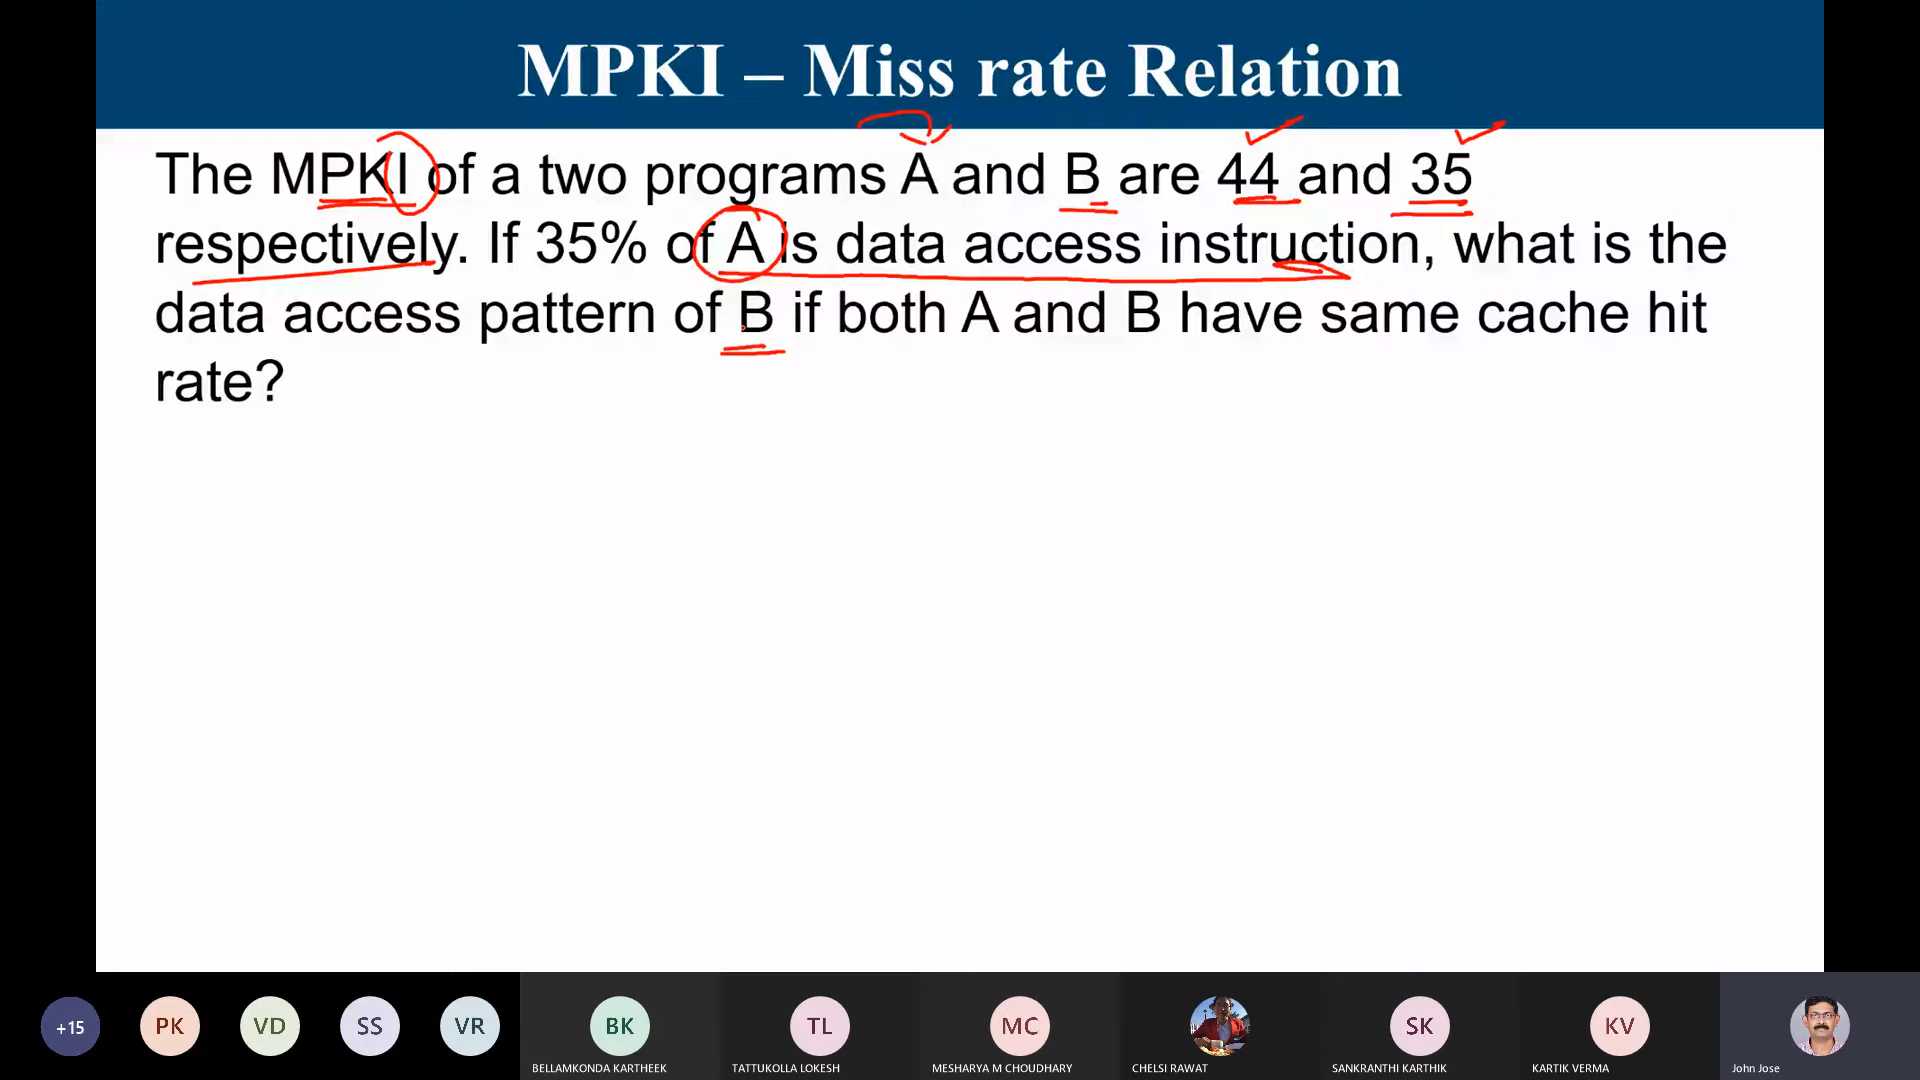 MPKI – Miss rate Relation
The MPKI of a two programs A and B are 44 and 35
respectively. If 35% of A is data access instruction, what is the
data access pattern of B if both A and B have same cache hit
rate?
+15
PK
VD
SS
VR
BK
TL
MC
SK
KV
BELLAMKONDA KARTHEEK
TATTUKOLLA LOKESH
MESHARYA M CHOUDHARY
CHELSI RAWAT
SANKRANTHI KARTHIK
KARTIK VERMA
John Jose